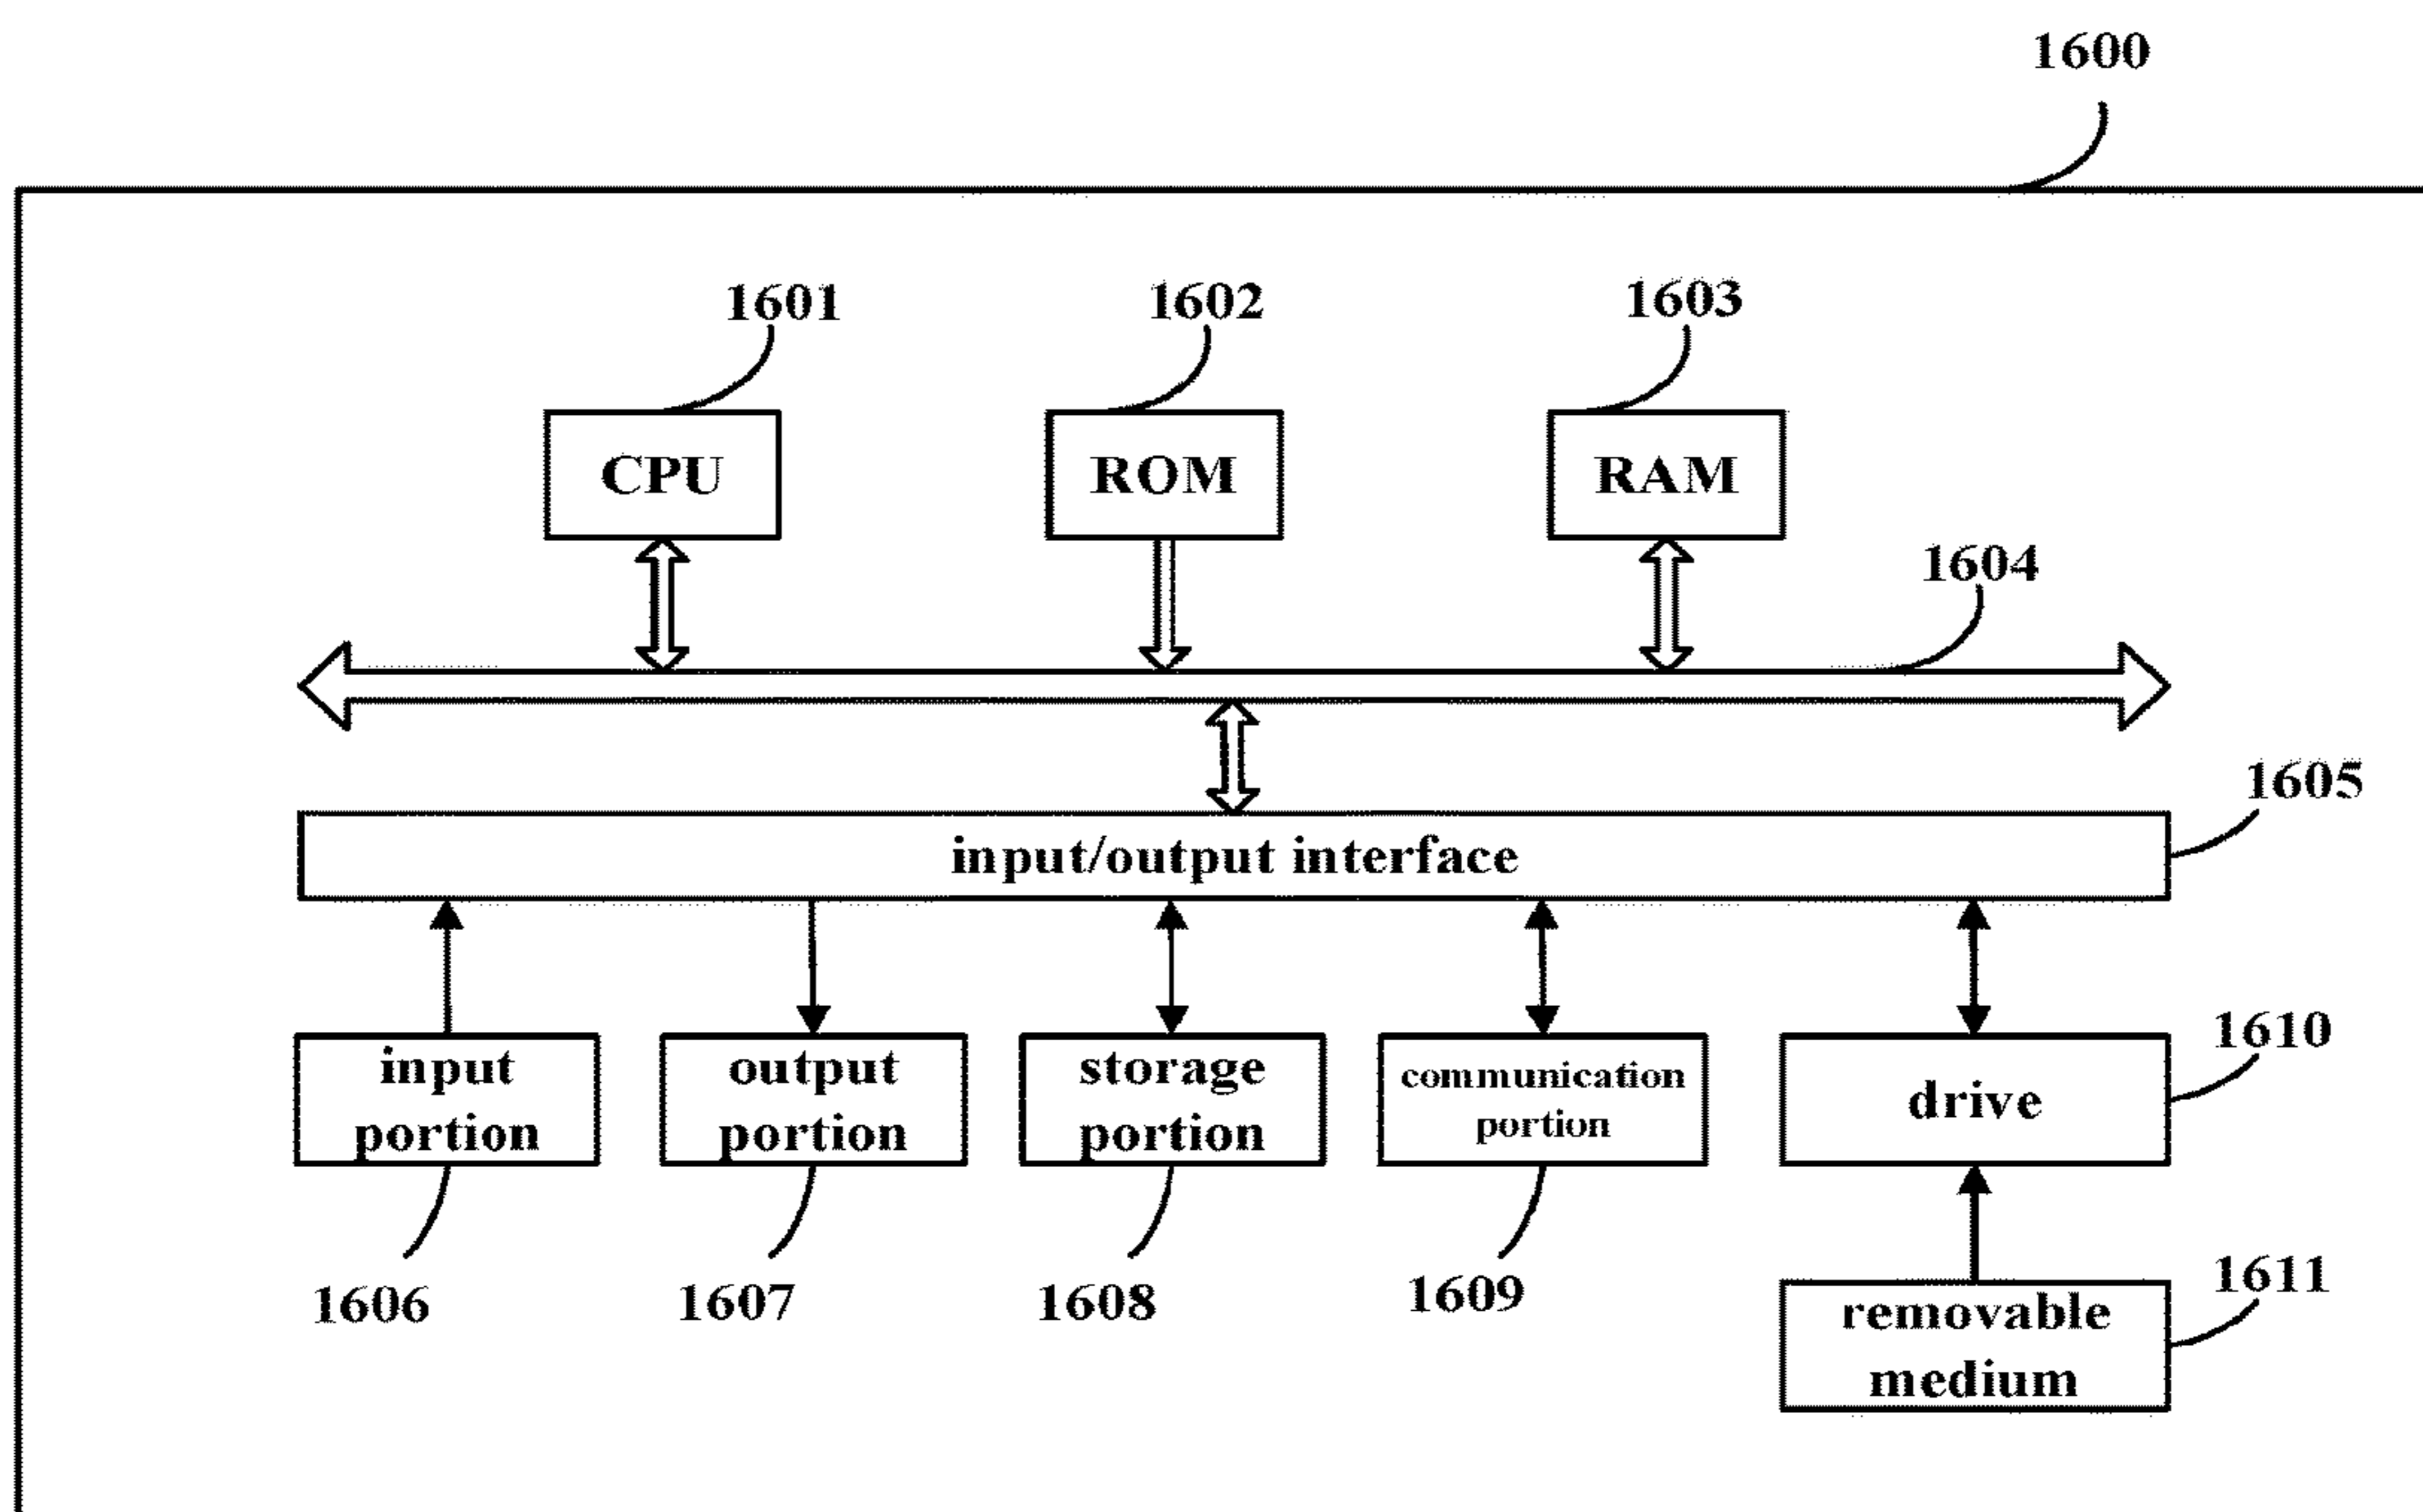 1600
1601
1602
1603
CPU
ROM
RAM
1604
1605
input/output interface
1610
input
portion
output
portion
storage
portion
communication
portion
drive
1606
1607
1608
1609
1611
removable
medium